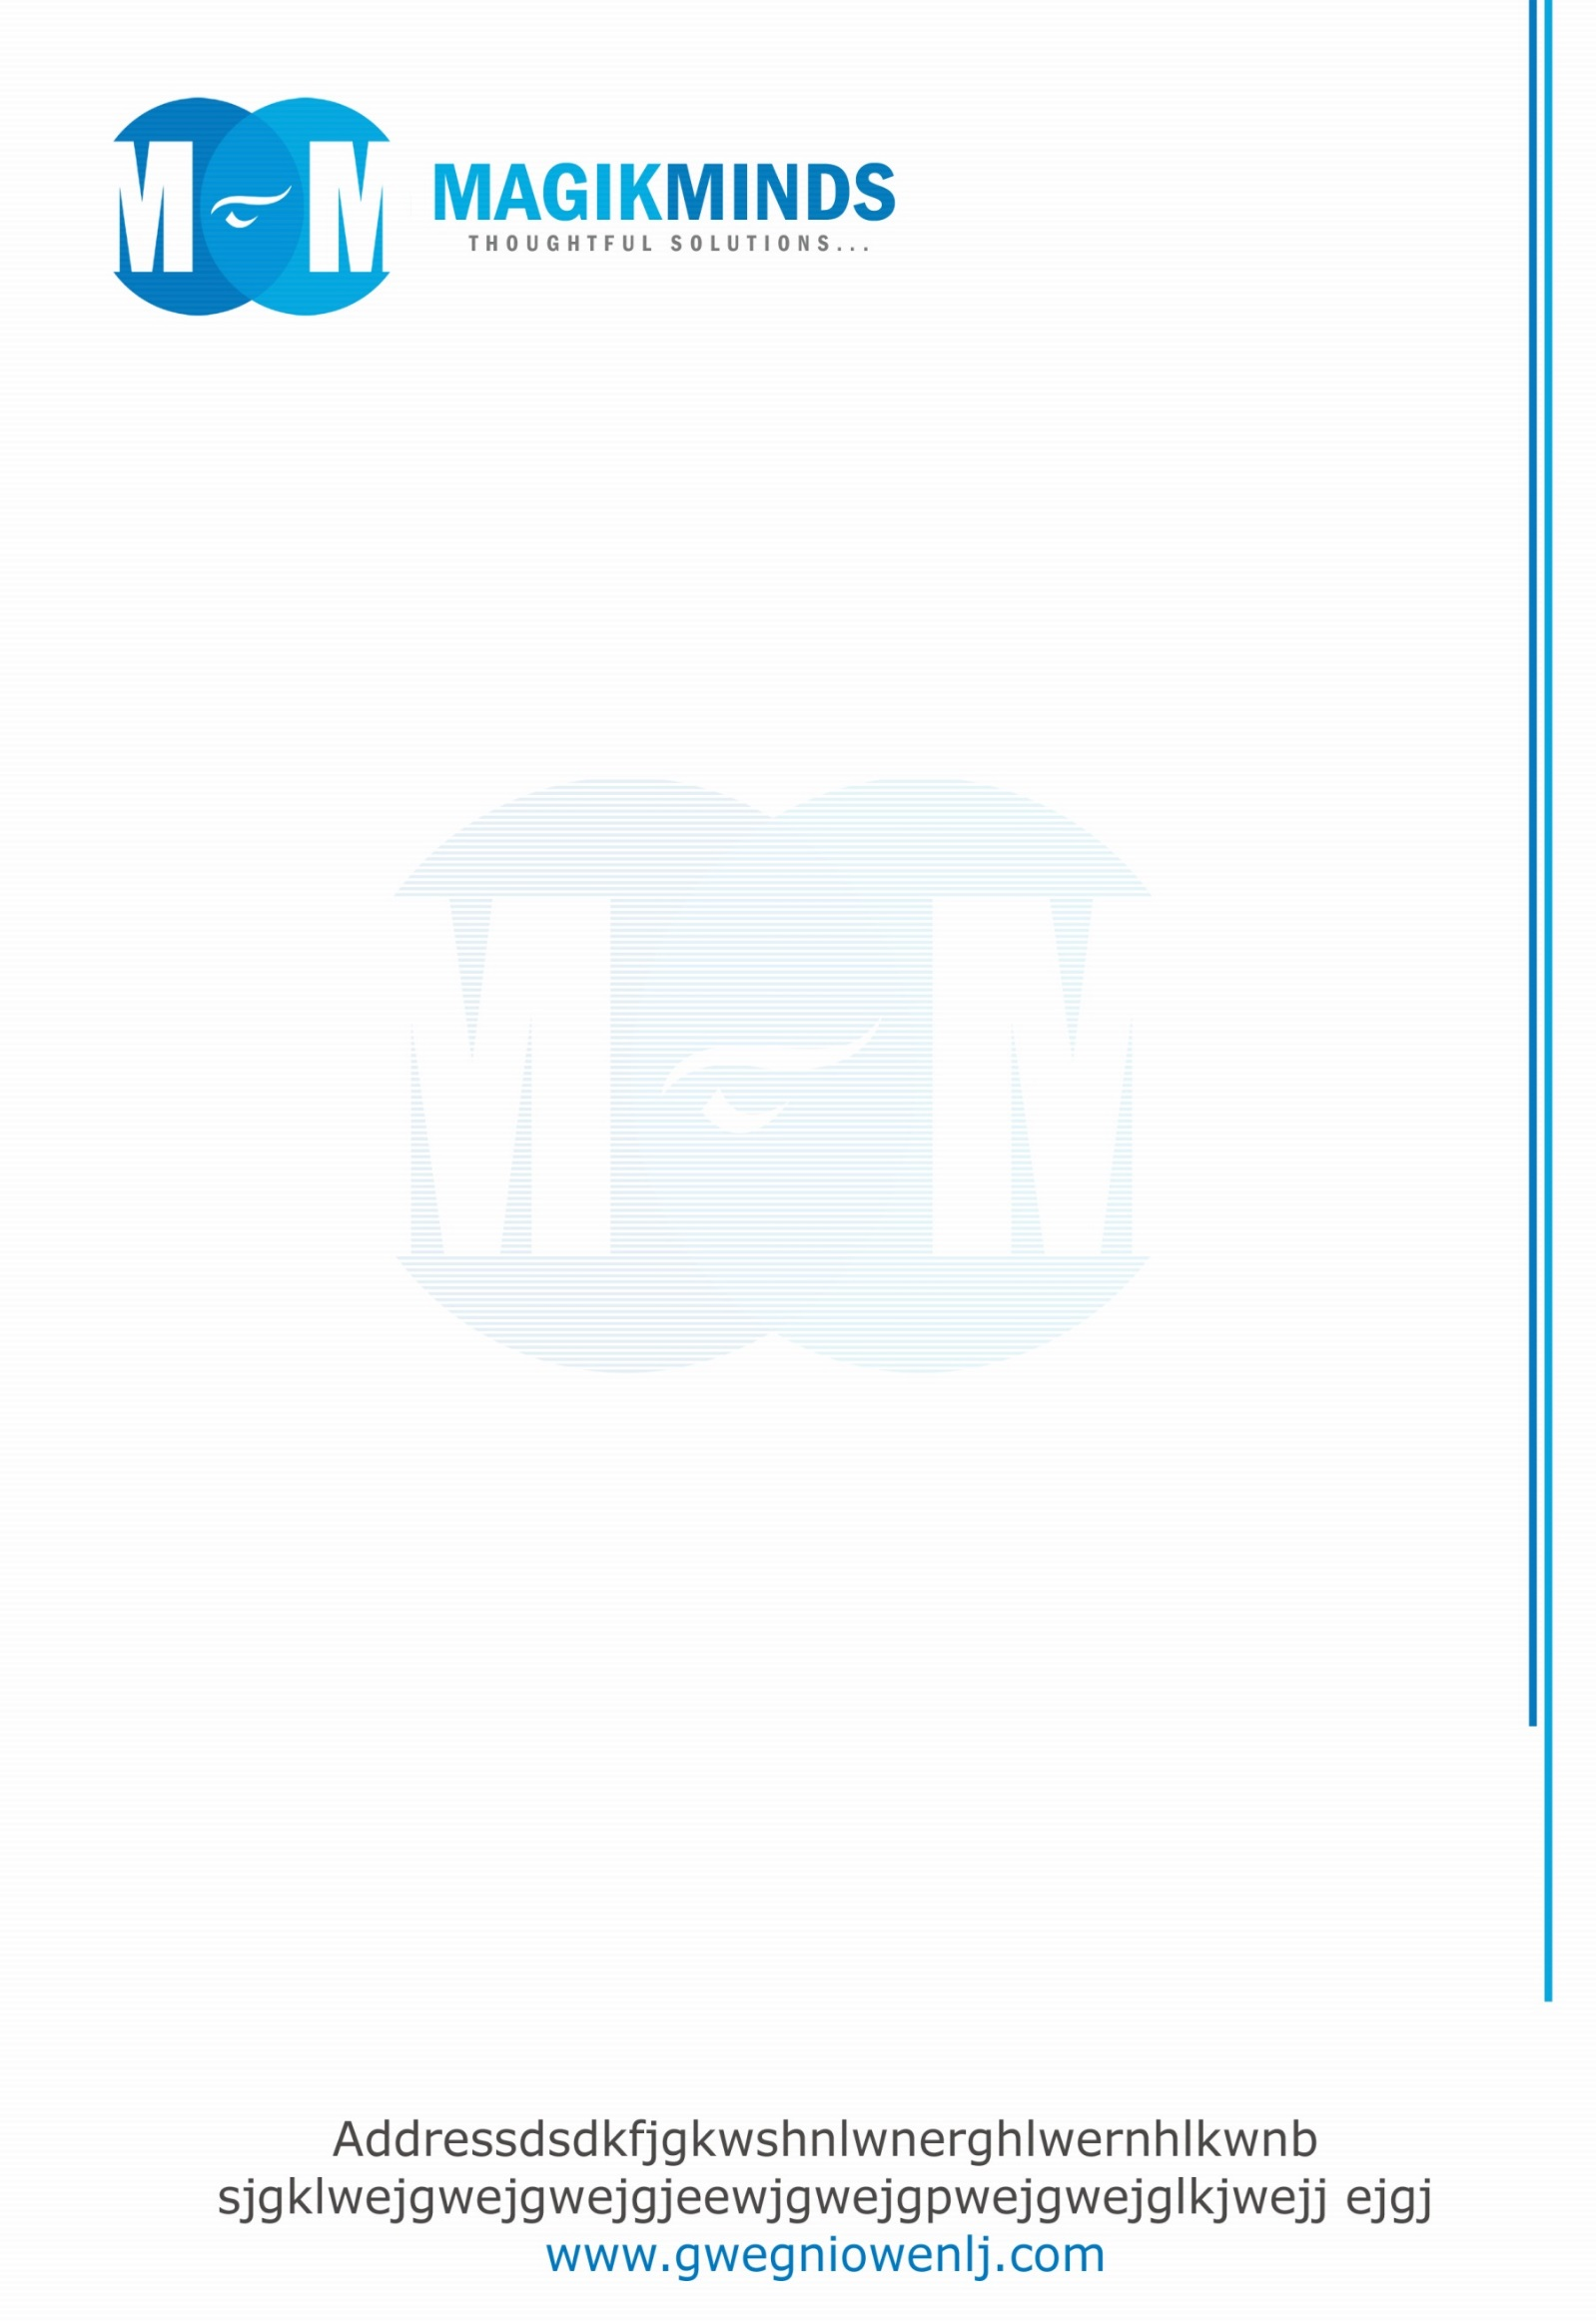 M M
MAGIKMINDS
THOUGHTFUL SOLUTIONS...
M M
Addressdsdkfjgkwshnlwnerghlwernhlkwnb
sjgklwejgwejgwejgjeewjgwejgpwejgwejglkjwejj ejgj
www.gwegniowenlj.com